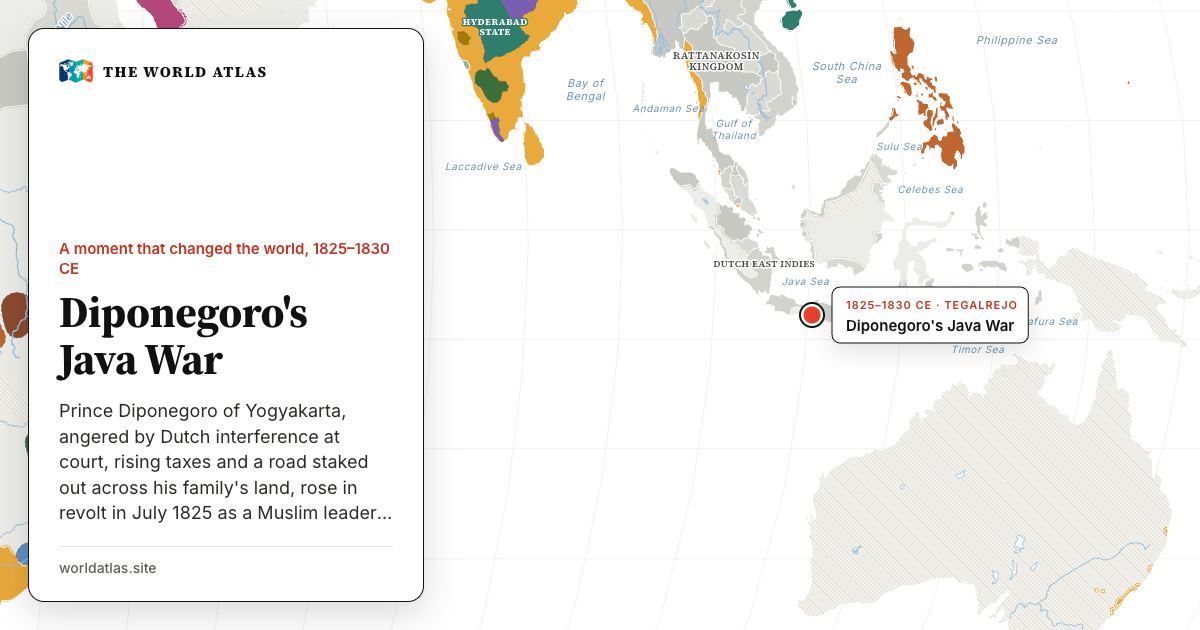 THE WORLD ATLAS
A moment that changed the world, 1825–1830
CE
Diponegoro's
Java War
Prince Diponegoro of Yogyakarta,
angered by Dutch interference at
court, rising taxes and a road staked
out across his family's land, rose in
revolt in July 1825 as a Muslim leader…
worldatlas.site
HYDERABAD
STATE
RATTANAKOSIN
KINGDOM
Philippine Sea
South China
Sea
Bay of
Bengal
Andaman Sea
Gulf of
Thailand
Sulu Sea
Laccadive Sea
Celebes Sea
DUTCH EAST INDIES
Java Sea
1825–1830 CE · TEGALREJO
Diponegoro's Java War
afura Sea
Timor Sea